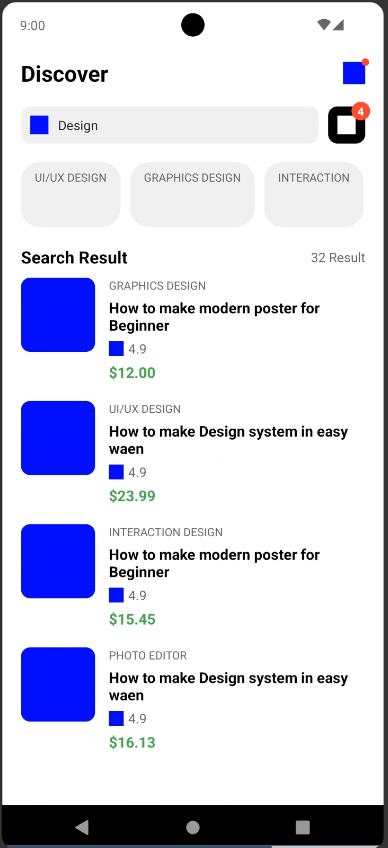 9:00
Discover
Design
4
UI/UX DESIGN
GRAPHICS DESIGN
INTERACTION
Search Result
32 Result
GRAPHICS DESIGN
How to make modern poster for
Beginner
4.9
$12.00
UI/UX DESIGN
How to make Design system in easy
waen
4.9
$23.99
INTERACTION DESIGN
How to make modern poster for
Beginner
4.9
$15.45
PHOTO EDITOR
How to make Design system in easy
waen
4.9
$16.13